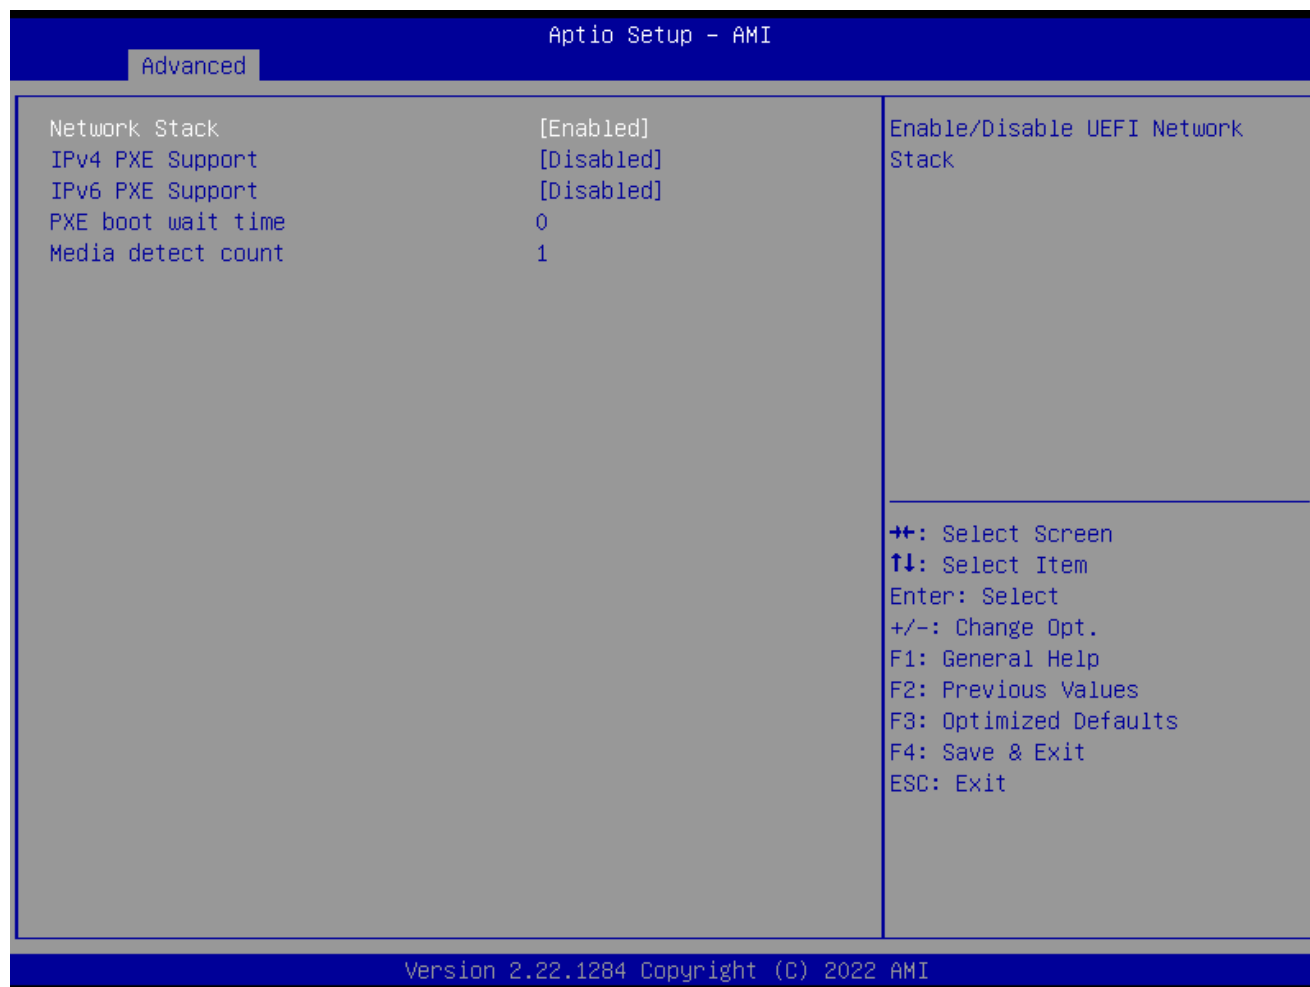 Aptio Setup – AMI
Advanced
Network Stack [Enabled]
IPv4 PXE Support [Disabled]
IPv6 PXE Support [Disabled]
PXE boot wait time 0
Media detect count 1
Enable/Disable UEFI Network
Stack
→←: Select Screen
↑↓: Select Item
Enter: Select
+/-: Change Opt.
F1: General Help
F2: Previous Values
F3: Optimized Defaults
F4: Save & Exit
ESC: Exit
Version 2.22.1284 Copyright (C) 2022 AMI